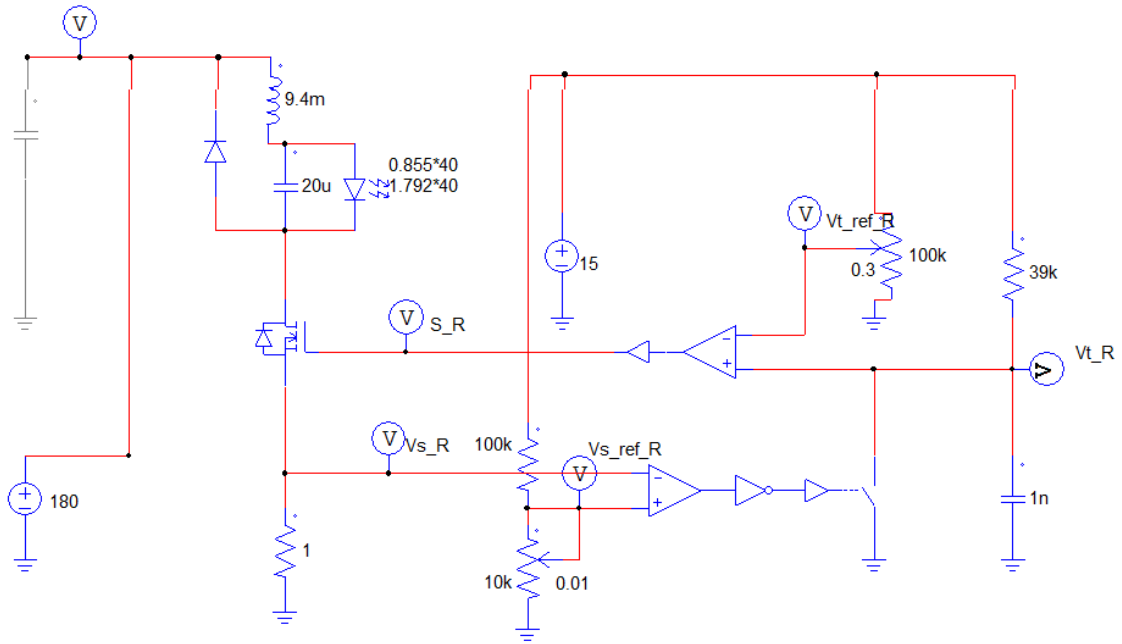 V
9.4m
0.855*40
1.792*40
20u
V
Vt_ref_R
15
0.3
100k
39k
V
S_R
-
+
Vt_R
V
V
Vs_R
100k
Vs_ref_R
V
-
+
180
1
1n
10k
0.01